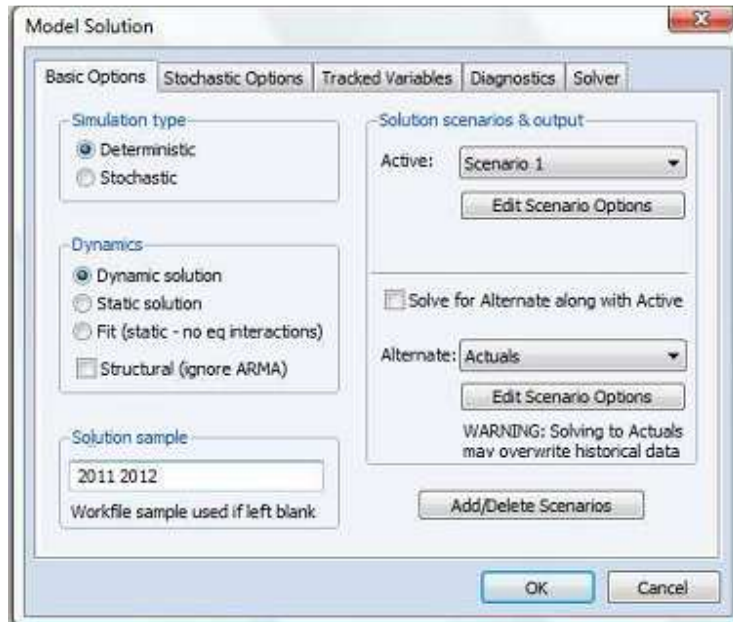 Model Solution
Basic Options
Stochastic Options
Tracked Variables
Diagnostics
Solver
Simulation type
Deterministic
Stochastic
Dynamics
Dynamic solution
Static solution
Fit (static - no eq interactions)
Structural (ignore ARMA)
Solution sample
2011 2012
Workfile sample used if left blank
Solution scenarios & output
Active:
Scenario 1
Edit Scenario Options
Solve for Alternate along with Active
Alternate:
Actuals
Edit Scenario Options
WARNING: Solving to Actuals
may overwrite historical data
Add/Delete Scenarios
OK
Cancel